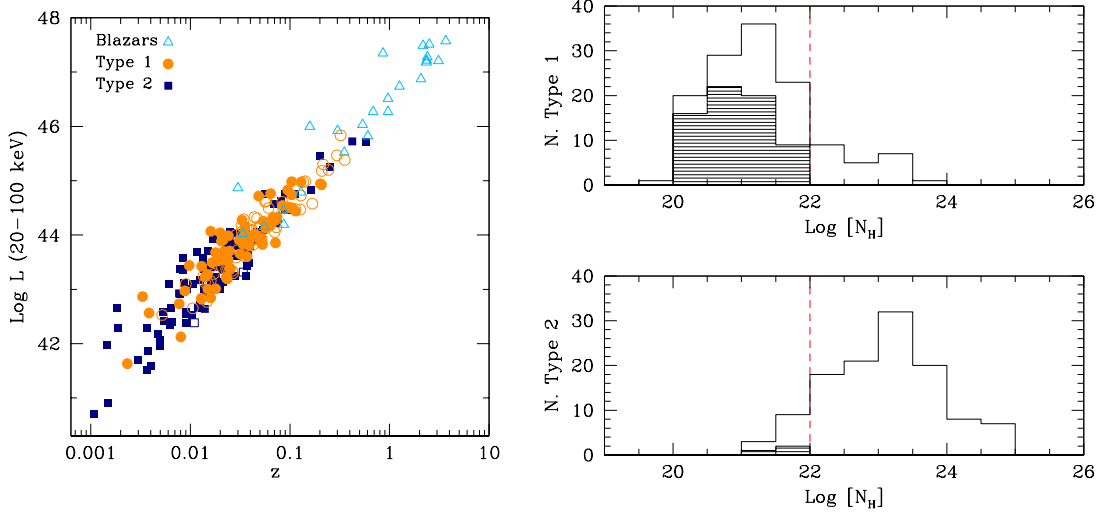 Blazars
Type 1
Type 2
Log L (20−100 keV)
48
46
44
42
0.001 0.01 0.1 1 10
z
N. Type 1
40
30
20
10
0
20 22 24 26
Log [N_H]
N. Type 2
40
30
20
10
0
20 22 24 26
Log [N_H]